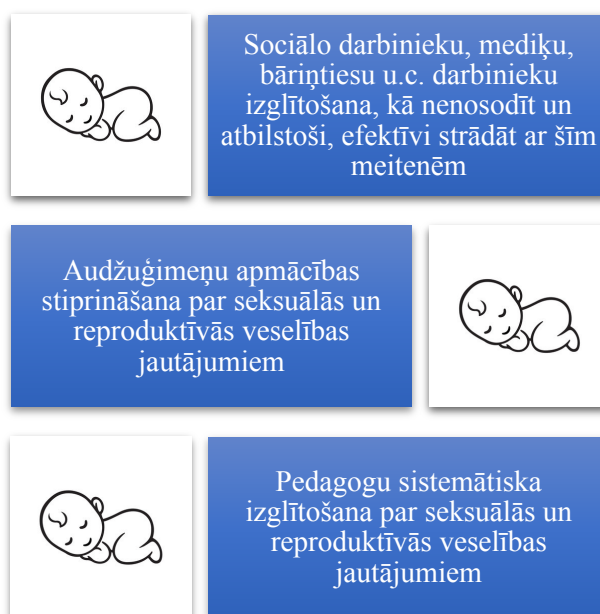 Sociālo darbinieku, mediķu,
bāriņtiesu u.c. darbinieku
izglītošana, kā nenosodīt un
atbilstoši, efektīvi strādāt ar šīm
meitenēm
Audžuģimeņu apmācības
stiprināšana par seksuālās un
reproduktīvās veselības
jautājumiem
Pedagogu sistemātiska
izglītošana par seksuālās un
reproduktīvās veselības
jautājumiem